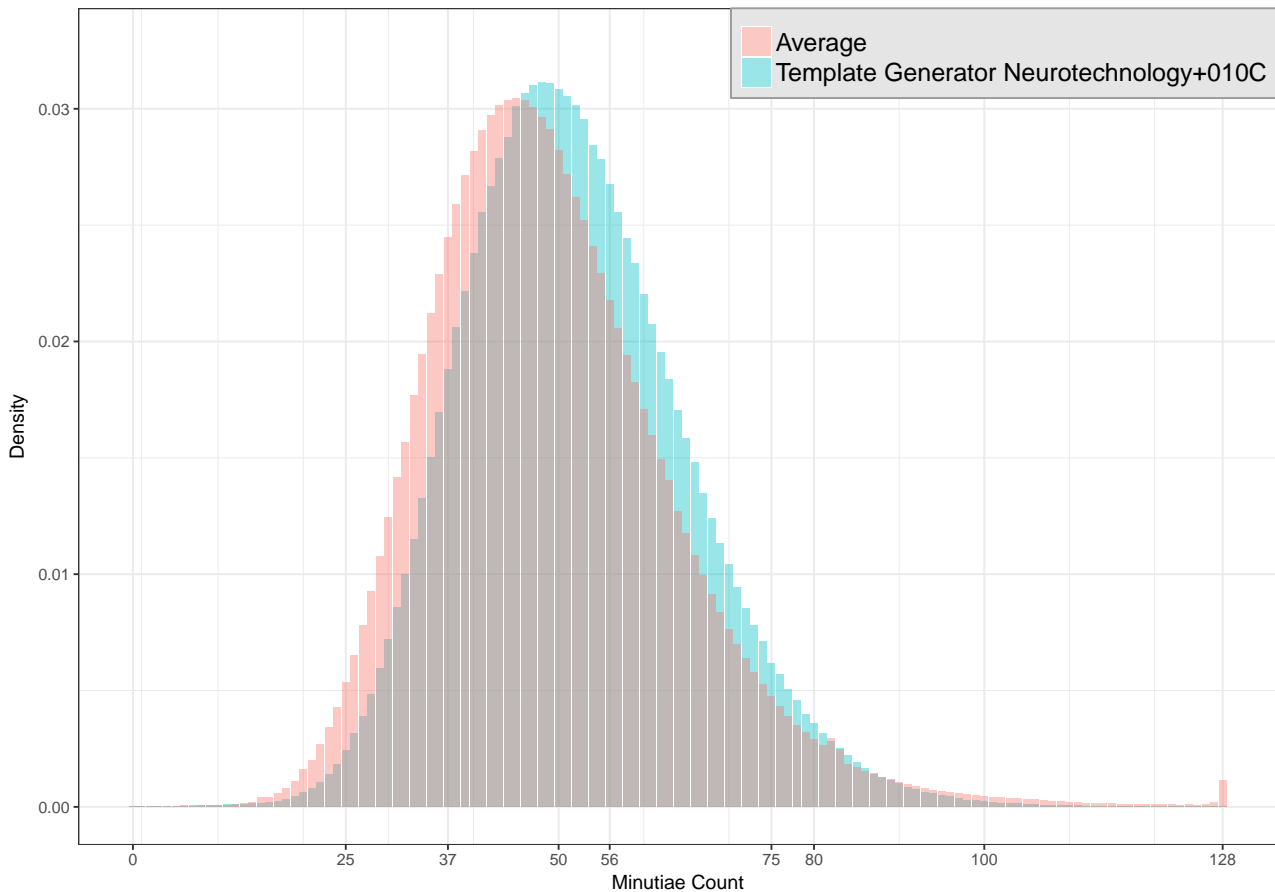 Average
Template Generator Neurotechnology+010C
0.03
0.02
0.01
0.00
Density
0 25 37 50 56 75 80 100 128
Minutiae Count